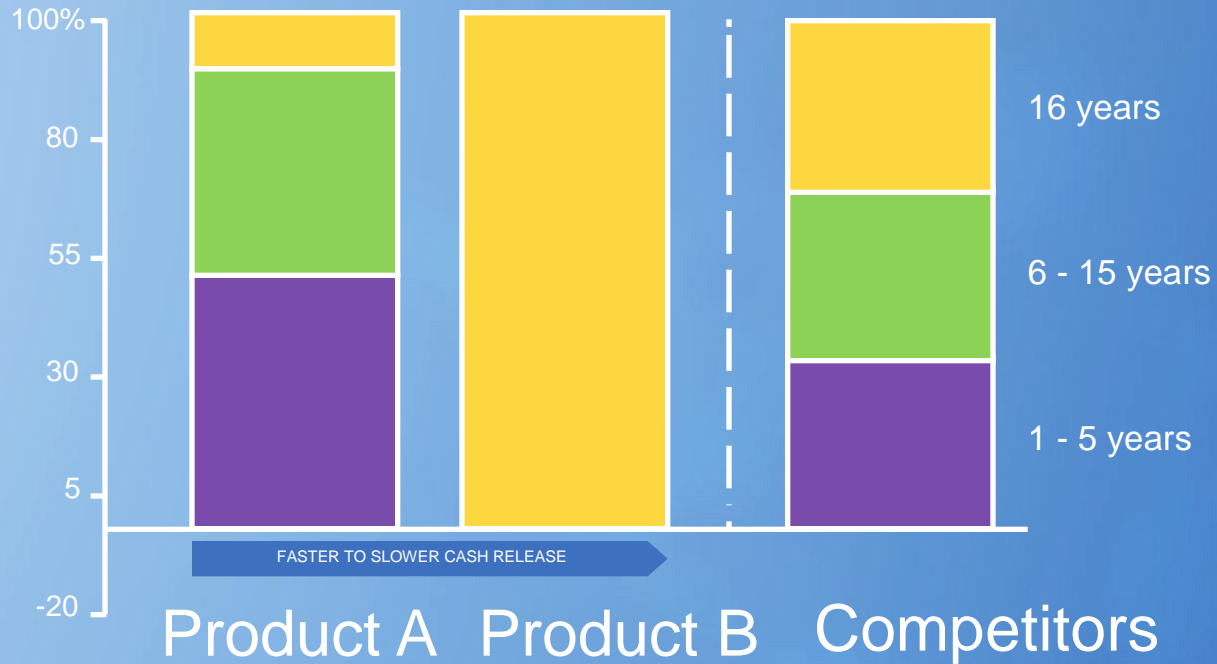 100%
80
55
30
5
-20
16 years
6 - 15 years
1 - 5 years
FASTER TO SLOWER CASH RELEASE
Product A
Product B
Competitors